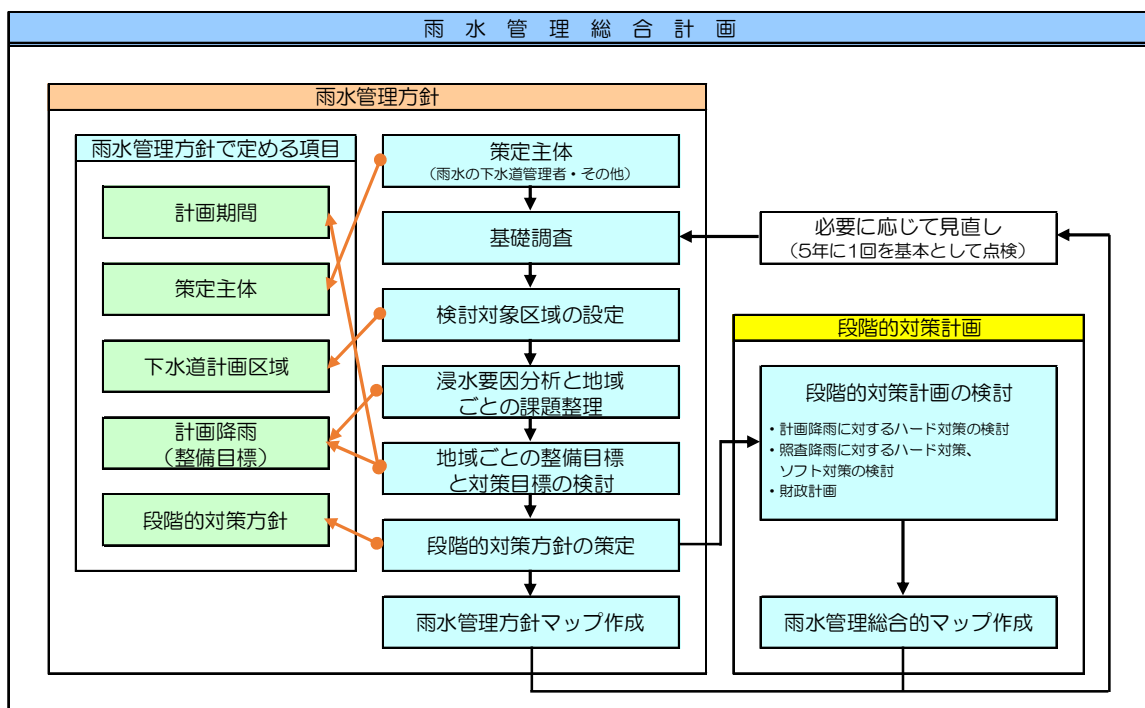 雨水管理総合計画
雨水管理方針
雨水管理方針で定める項目
計画期間
策定主体
下水道計画区域
計画降雨
(整備目標)
段階的対策方針
策定主体
(雨水の下水道管理者・その他)
基礎調査
検討対象区域の設定
浸水要因分析と地域
ごとの課題整理
地域ごとの整備目標
と対策目標の検討
段階的対策方針の策定
雨水管理方針マップ作成
必要に応じて見直し
(5年に1回を基本として点検)
段階的対策計画
段階的対策計画の検討
・計画降雨に対するハード対策の検討
・照査降雨に対するハード対策、
ソフト対策の検討
・財政計画
雨水管理総合的マップ作成